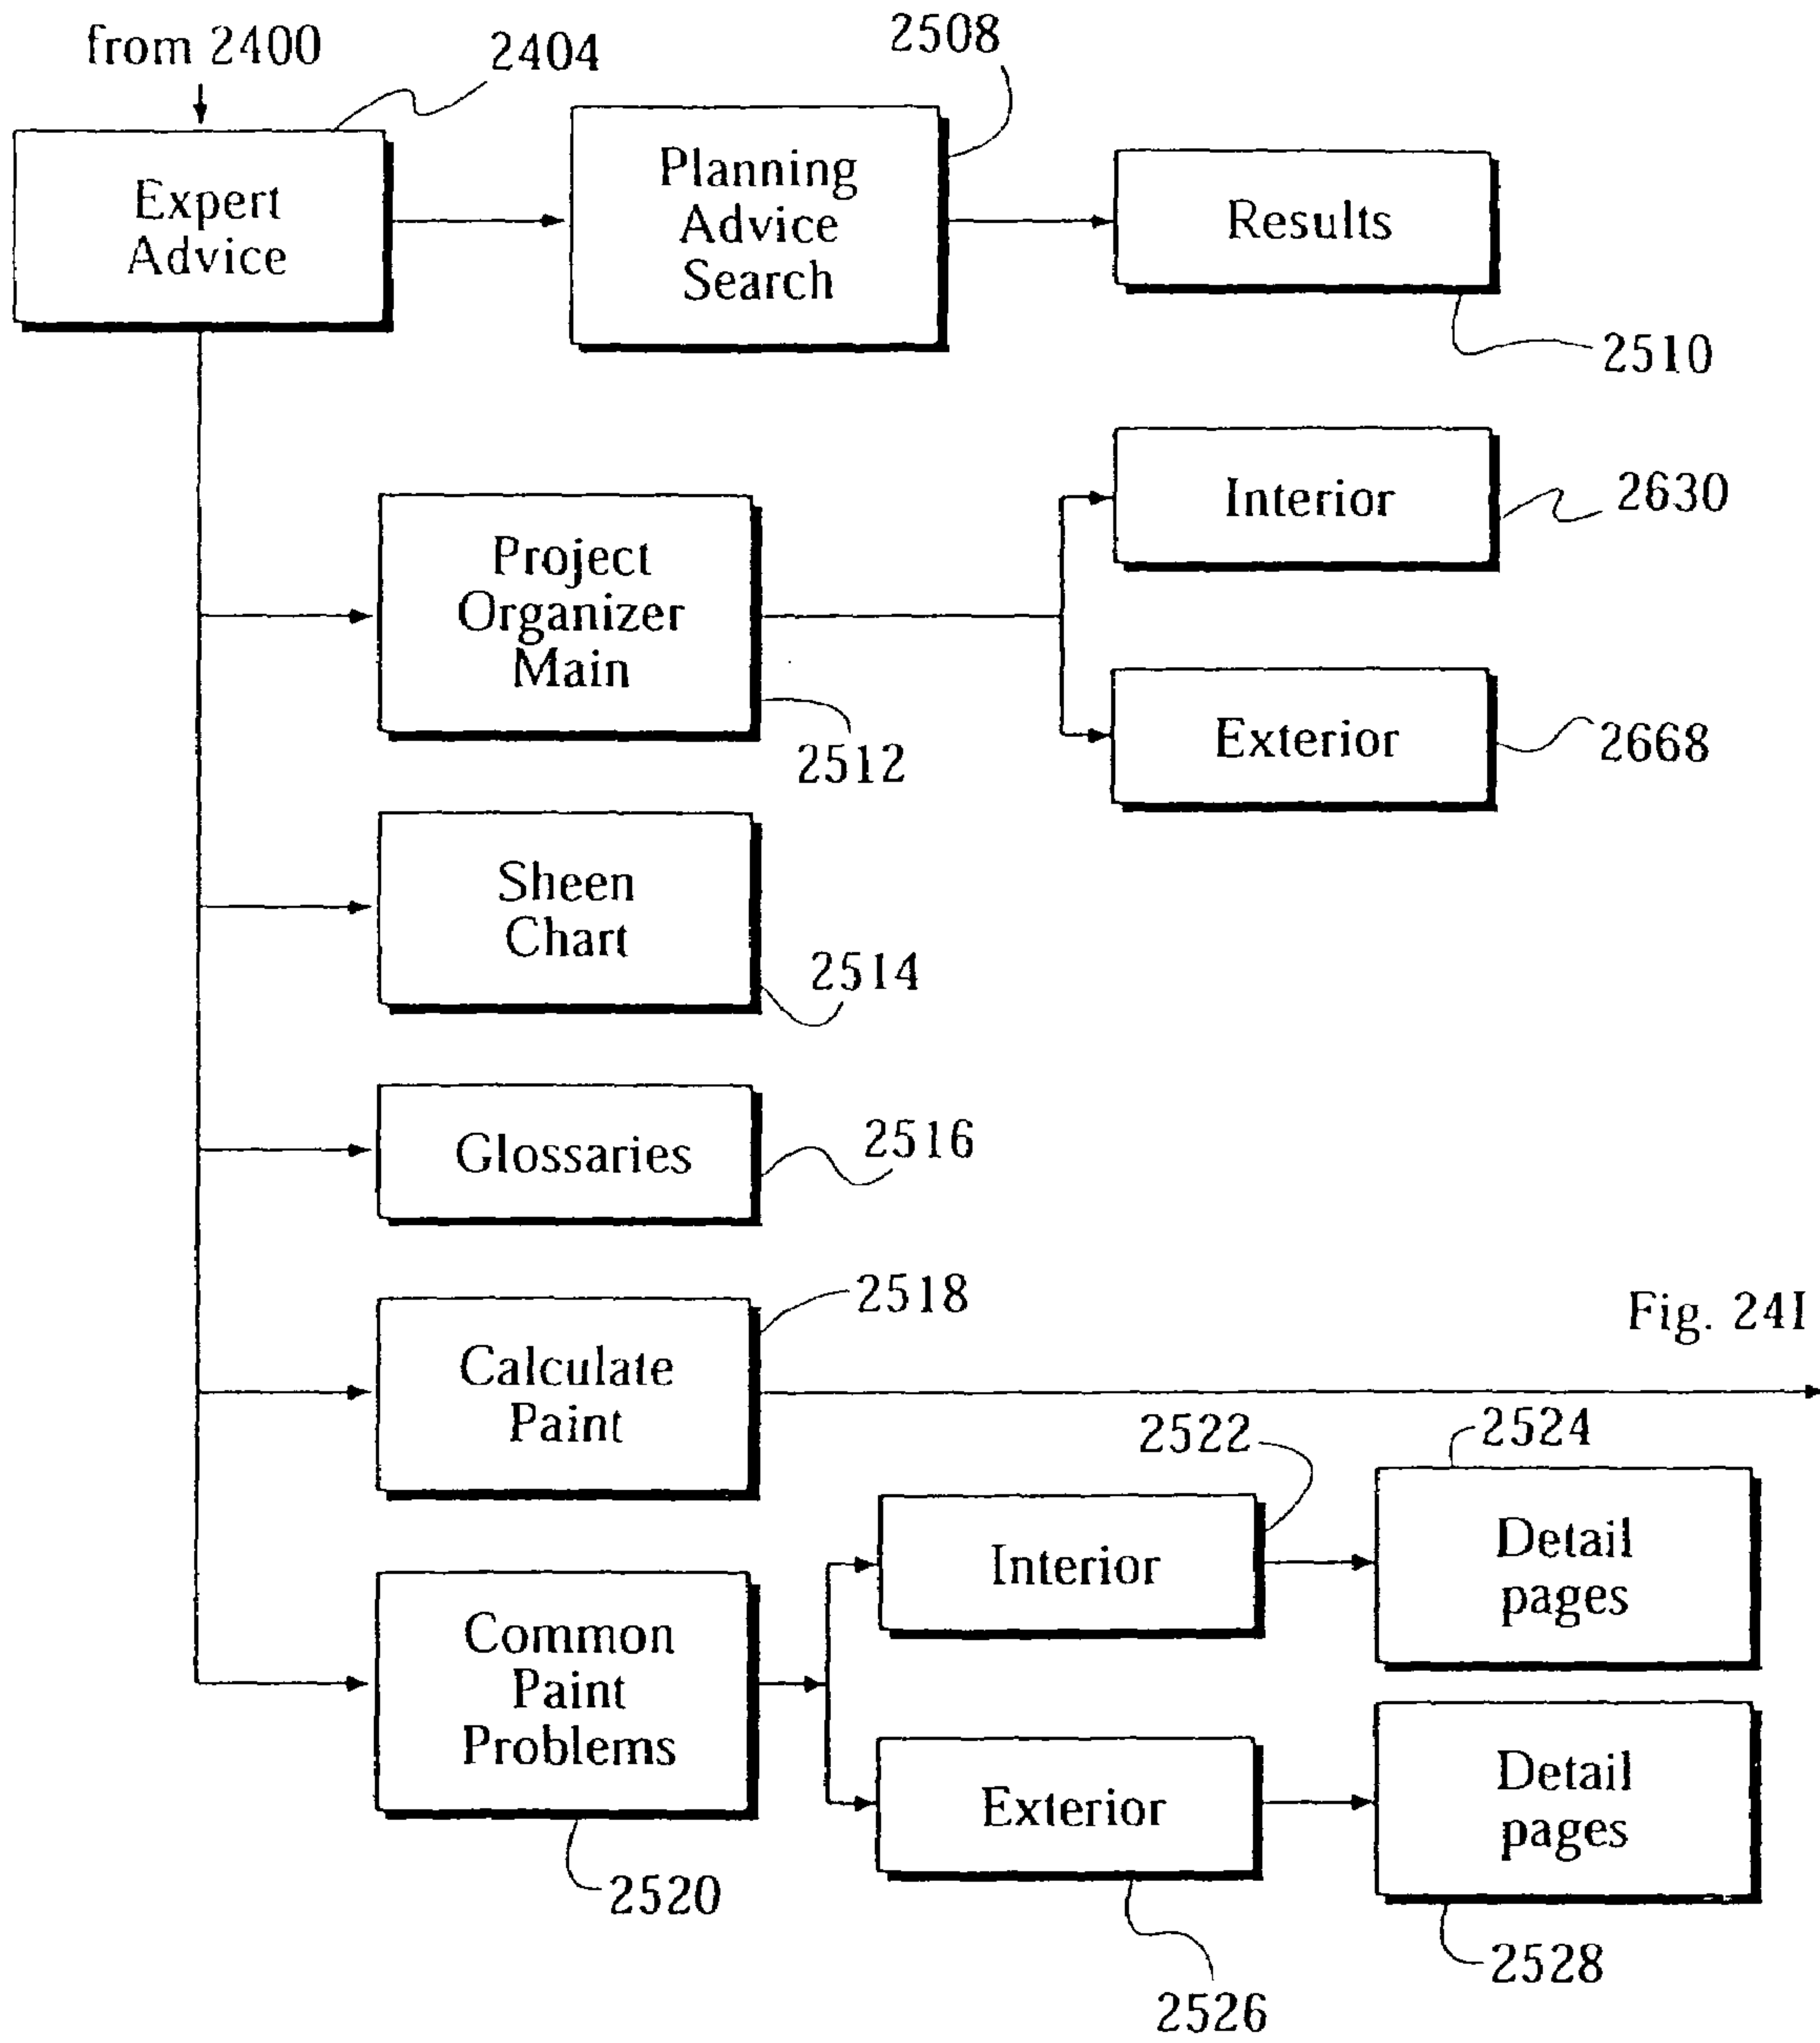 from 2400
2404
Expert
Advice
2508
Planning
Advice
Search
Results
2510
Project
Organizer
Main
2512
Interior
2630
Exterior
2668
Sheen
Chart
2514
Glossaries
2516
Calculate
Paint
2518
Fig. 24I
Common
Paint
Problems
2520
Interior
2522
Detail
pages
2524
Exterior
2526
Detail
pages
2528